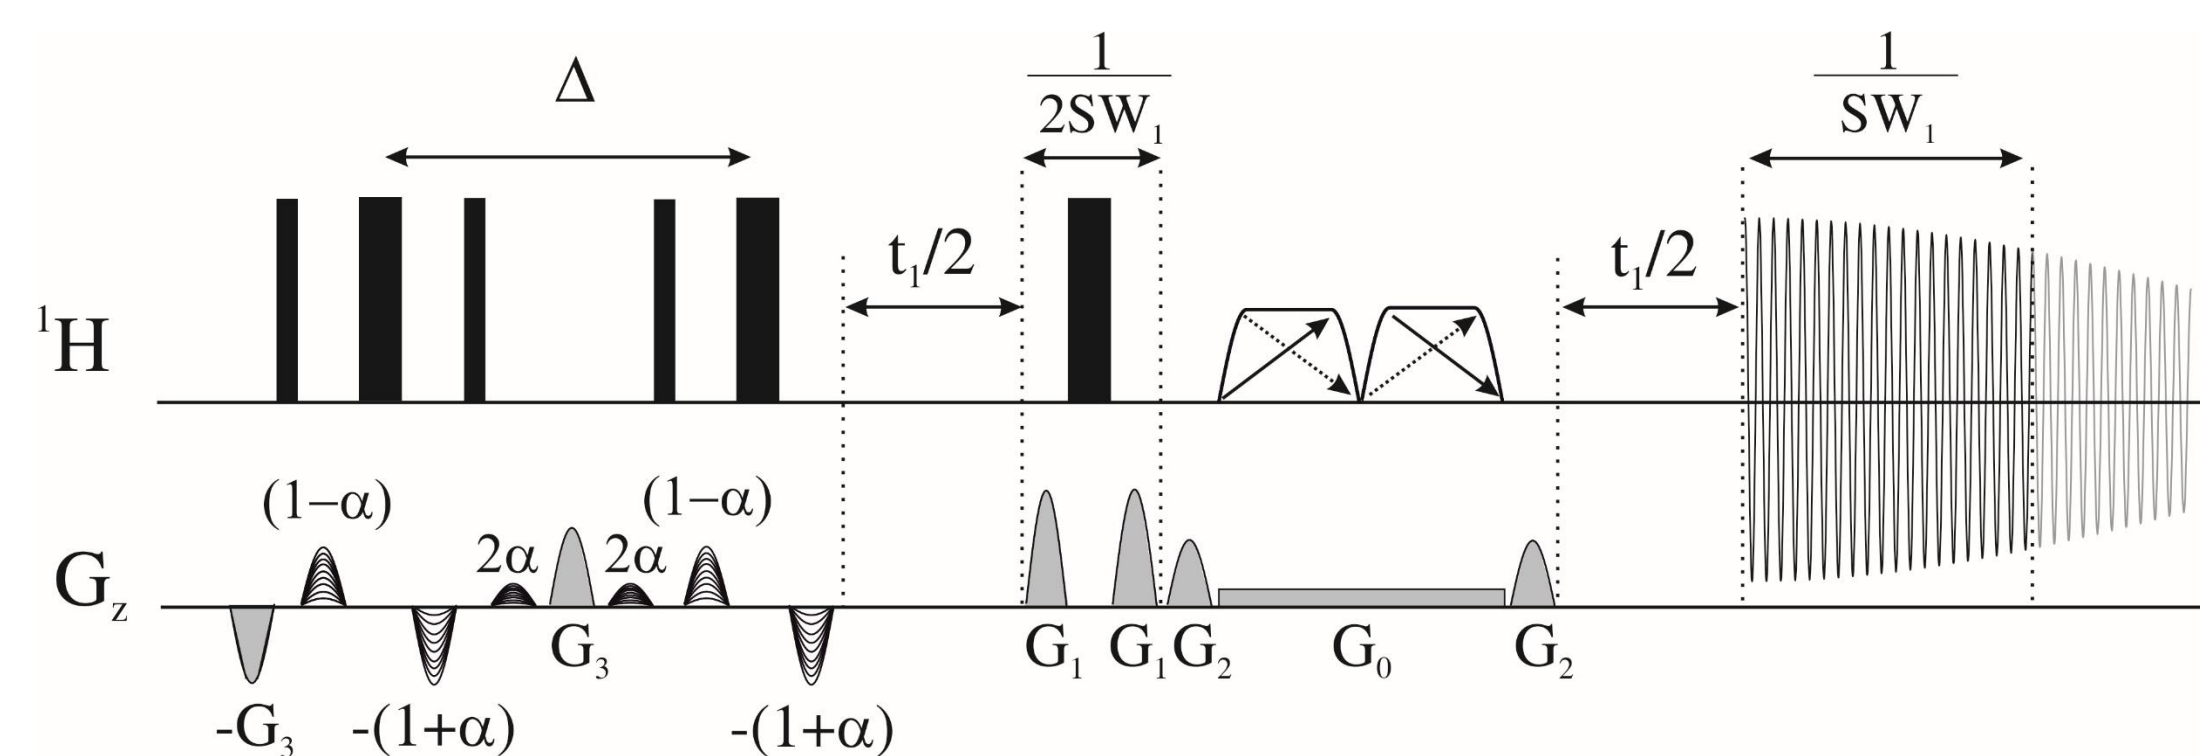 Δ
1
2SW₁
1
SW₁
t₁/2
t₁/2
¹H
(1−α)
(1−α)
2α
2α
G_z
G₃
G₁
G₁
G₂
G₀
G₂
-G₃
-(1+α)
-(1+α)